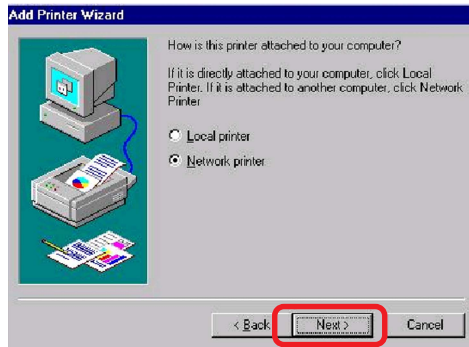 Add Printer Wizard
How is this printer attached to your computer?
If it is directly attached to your computer, click Local
Printer. If it is attached to another computer, click Network
Printer
Local printer
Network printer
< Back
Next >
Cancel